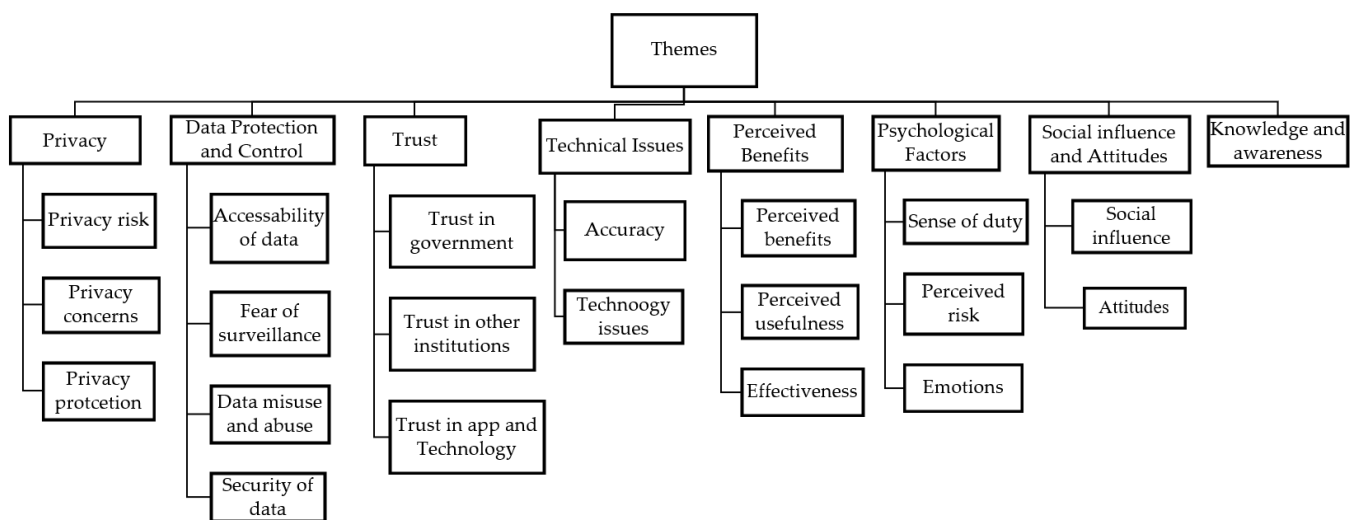 Themes
Privacy
Data Protection
and Control
Trust
Technical Issues
Perceived
Benefits
Psychological
Factors
Social influence
and Attitudes
Knowledge and
awareness
Privacy risk
Privacy
concerns
Privacy
protcetion
Accessability
of data
Fear of
surveillance
Data misuse
and abuse
Security of
data
Trust in
government
Trust in other
institutions
Trust in app and
Technology
Accuracy
Technoogy
issues
Perceived
benefits
Perceived
usefulness
Effectiveness
Sense of duty
Perceived
risk
Emotions
Social
influence
Attitudes